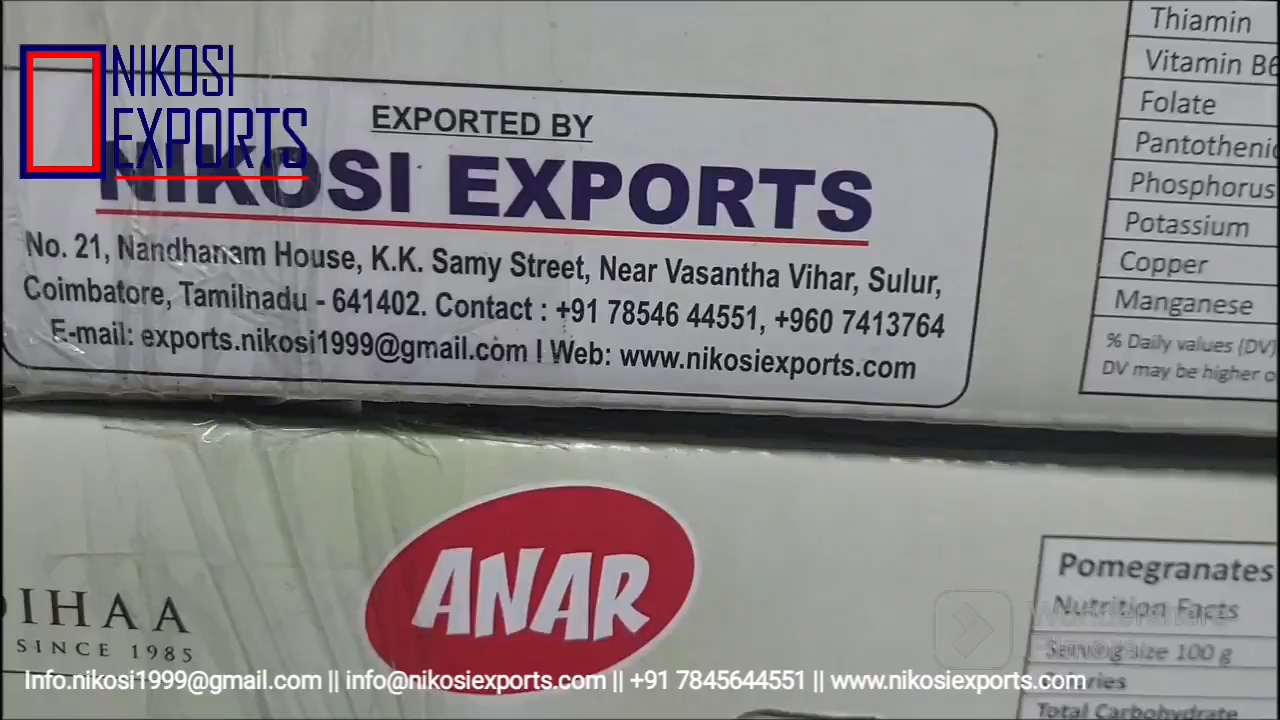 NIKOSI
EXPORTS
EXPORTED BY
NIKOSI EXPORTS
No. 21, Nandhanam House, K.K. Samy Street, Near Vasantha Vihar, Sulur,
Coimbatore, Tamilnadu - 641402. Contact : +91 78546 44551, +960 7413764
E-mail: exports.nikosi1999@gmail.com I Web: www.nikosiexports.com
Thiamin
Vitamin B6
Folate
Pantothenic
Phosphorus
Potassium
Copper
Manganese
% Daily values (DV)
DV may be higher o
ANAR
IHAA
SINCE 1985
Pomegranates
Nutrition Facts
Serving size 100 g
ries
Total Carbohydrate
Info.nikosi1999@gmail.com || info@nikosiexports.com || +91 7845644551 || www.nikosiexports.com